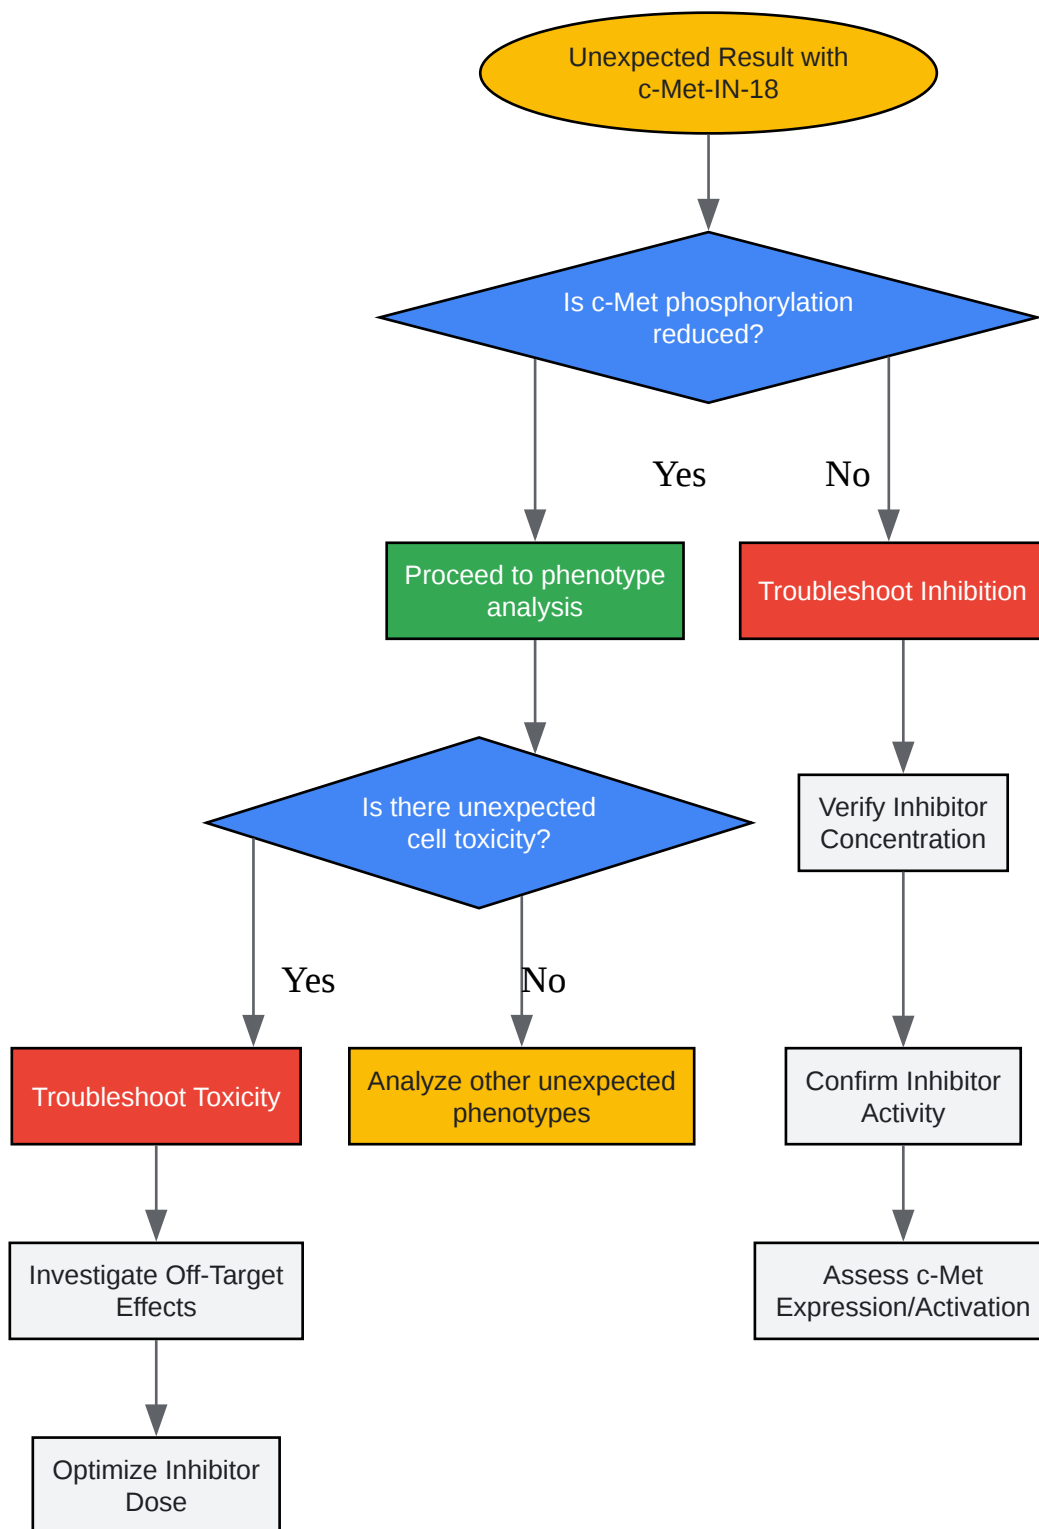 Unexpected Result with
c-Met-IN-18
Is c-Met phosphorylation
reduced?
Yes
No
Proceed to phenotype
analysis
Troubleshoot Inhibition
Is there unexpected
cell toxicity?
Verify Inhibitor
Concentration
Yes
No
Troubleshoot Toxicity
Analyze other unexpected
phenotypes
Confirm Inhibitor
Activity
Investigate Off-Target
Effects
Assess c-Met
Expression/Activation
Optimize Inhibitor
Dose